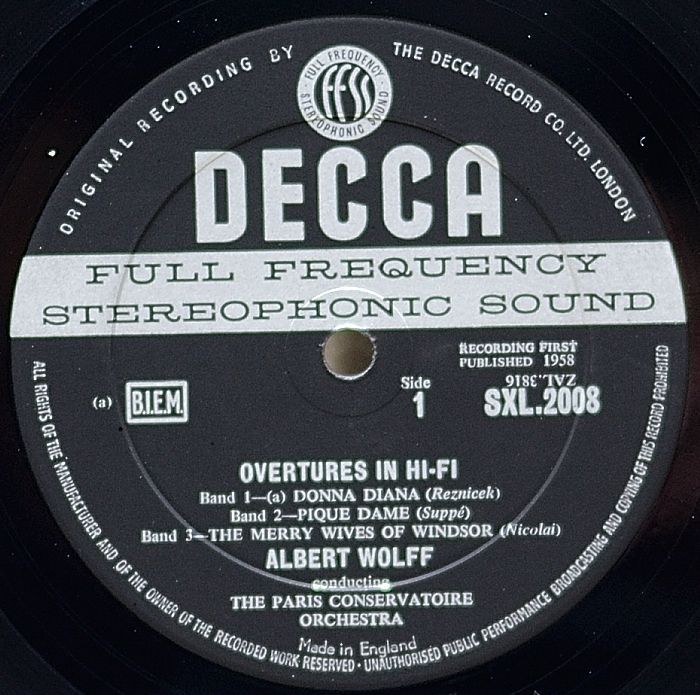 ORIGINAL RECORDING BY
THE DECCA RECORD CO. LTD. LONDON
FULL FREQUENCY
STEREOPHONIC SOUND
FFSS
DECCA
FULL FREQUENCY
STEREOPHONIC SOUND
RECORDING FIRST
PUBLISHED 1958
(a) B.I.E.M.
Side
1
ZAL.3816
SXL.2008
OVERTURES IN HI-FI
Band 1—(a) DONNA DIANA (Reznicek)
Band 2—PIQUE DAME (Suppé)
Band 3—THE MERRY WIVES OF WINDSOR (Nicolai)
ALBERT WOLFF
conducting
THE PARIS CONSERVATOIRE
ORCHESTRA
Made in England
ALL RIGHTS OF THE MANUFACTURER AND OF THE OWNER OF THE RECORDED WORK RESERVED · UNAUTHORISED PUBLIC PERFORMANCE BROADCASTING AND COPYING OF THIS RECORD PROHIBITED